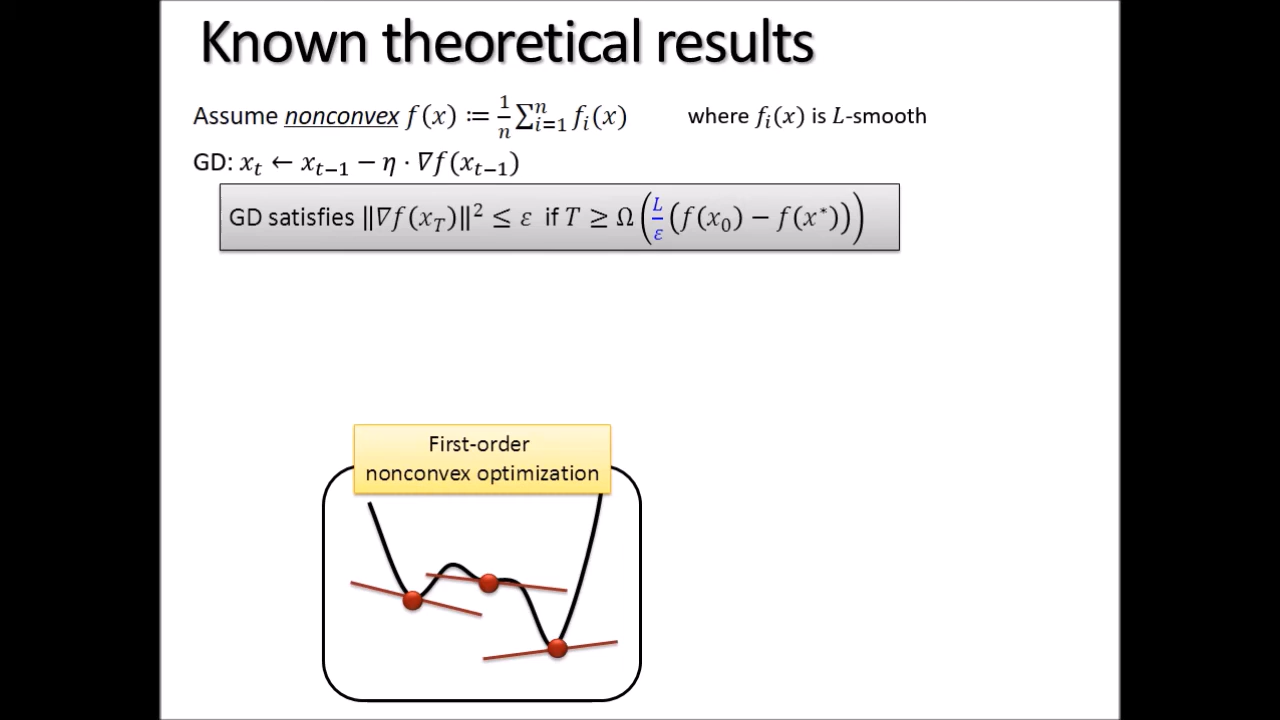 Known theoretical results
Assume nonconvex f(x) ≔ 1/n ∑ⁿᵢ₌₁ fᵢ(x) where fᵢ(x) is L-smooth
GD: xₜ ← xₜ₋₁ − η · ∇f(xₜ₋₁)
GD satisfies ‖∇f(x_T)‖² ≤ ε if T ≥ Ω(L/ε (f(x₀) − f(x*)))
First-order
nonconvex optimization